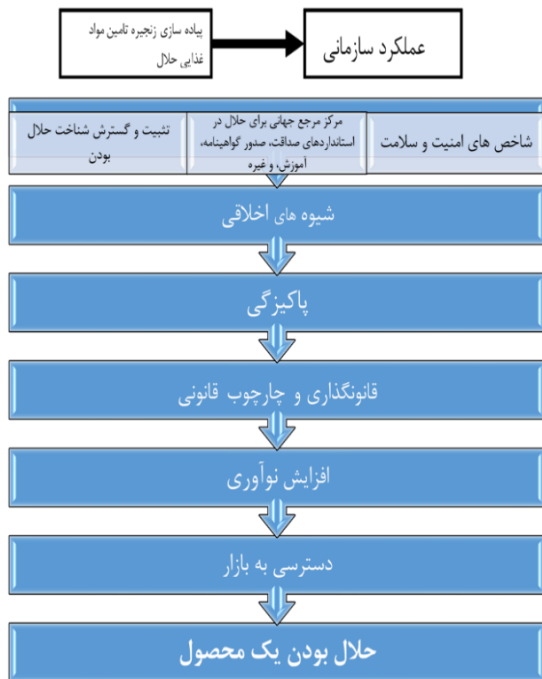 پیاده سازی زنجیره تامین مواد
غذایی حلال
عملکرد سازمانی
شاخص های امنیت و سلامت
مرکز مرجع جهانی برای حلال در
استانداردهای صداقت، صدور گواهینامه،
آموزش، و غیره
تثبیت و گسترش شناخت حلال
بودن
شیوه های اخلاقی
پاکیزگی
قانونگذاری و چارچوب قانونی
افزایش نوآوری
دسترسی به بازار
حلال بودن یک محصول